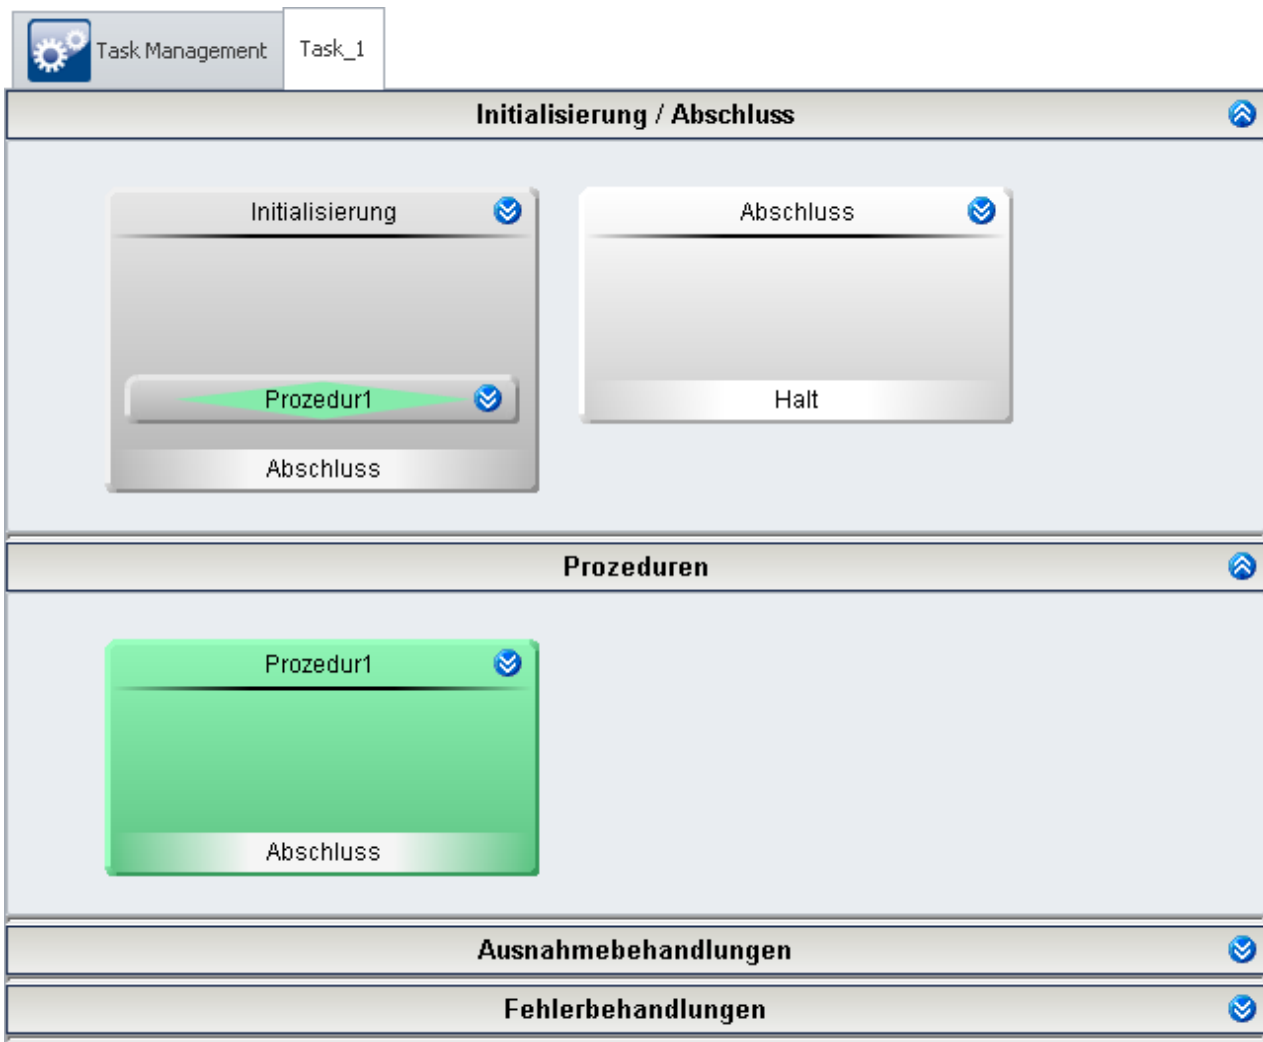 Task Management
Task_1
Initialisierung / Abschluss
Initialisierung
Abschluss
Prozedur1
Halt
Abschluss
Prozeduren
Prozedur1
Abschluss
Ausnahmebehandlungen
Fehlerbehandlungen